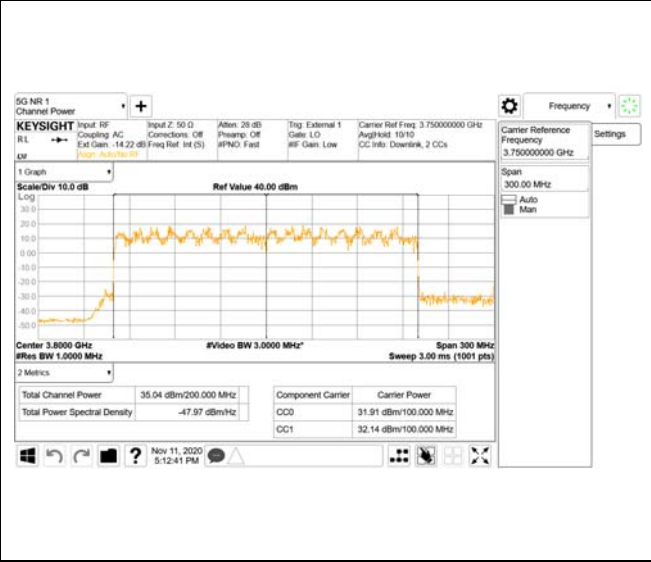 5G NR 1
Channel Power
+
Frequency
KEYSIGHT
Input: RF
Input Z: 50 Ω
Atten: 28 dB
Trig: External 1
Carrier Ref Freq: 3.750000000 GHz
R L
Coupling: AC
Corrections: Off
Preamp: Off
Gate: LO
Avg|Hold: 10/10
Ext Gain: -14.22 dB
Freq Ref: Int (S)
#PNO: Fast
#IF Gain: Low
CC Info: Downlink, 2 CCs
Align: Auto/No RF
Carrier Reference
Frequency
3.750000000 GHz
Settings
Span
300.00 MHz
Auto
Man
1 Graph
Scale/Div 10.0 dB
Ref Value 40.00 dBm
Log
30.0
20.0
10.0
0.00
-10.0
-20.0
-30.0
-40.0
-50.0
Center 3.8000 GHz
#Video BW 3.0000 MHz*
Span 300 MHz
#Res BW 1.0000 MHz
Sweep 3.00 ms (1001 pts)
2 Metrics
Total Channel Power
35.04 dBm/200.000 MHz
Total Power Spectral Density
-47.97 dBm/Hz
Component Carrier
Carrier Power
CC0
31.91 dBm/100.000 MHz
CC1
32.14 dBm/100.000 MHz
?
Nov 11, 2020
5:12:41 PM